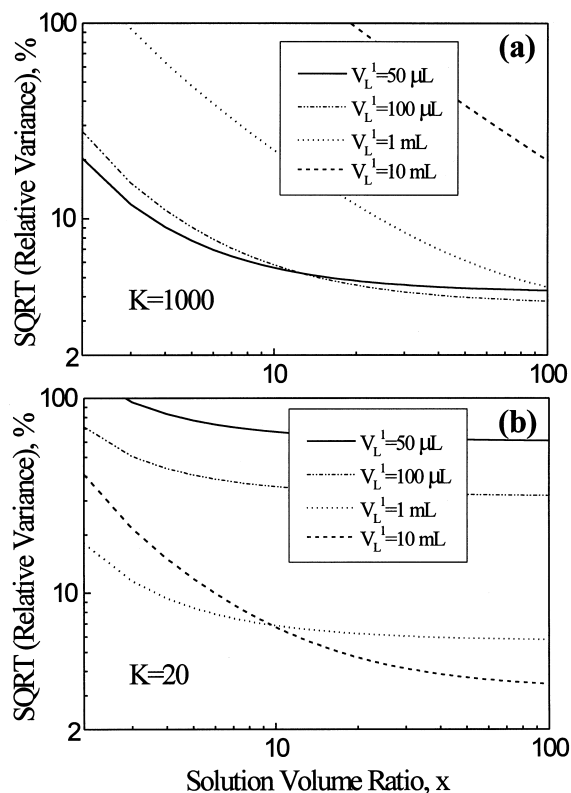 100
(a)
V_L^1=50 μL
V_L^1=100 μL
V_L^1=1 mL
V_L^1=10 mL
10
K=1000
2
10
100
SQRT (Relative Variance), %
100
(b)
V_L^1=50 μL
V_L^1=100 μL
V_L^1=1 mL
V_L^1=10 mL
10
K=20
2
10
100
SQRT (Relative Variance), %
Solution Volume Ratio, x